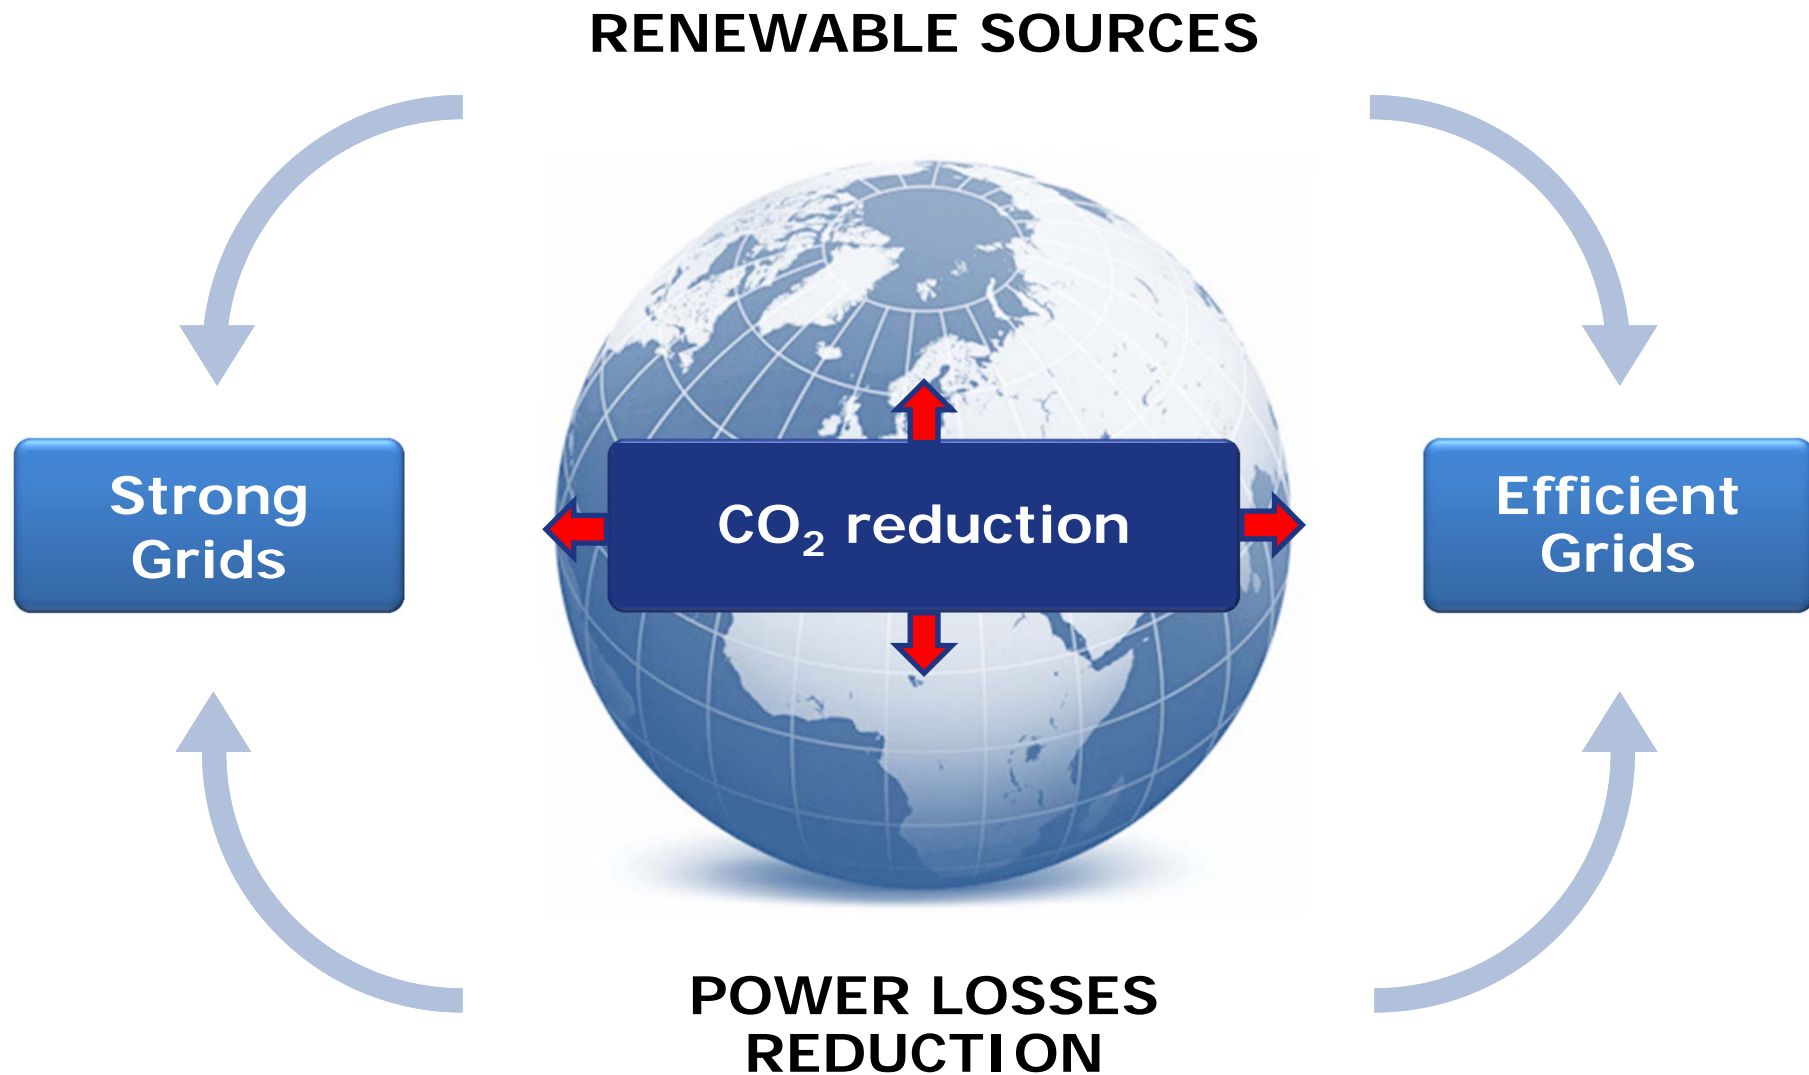 RENEWABLE SOURCES
Strong
Grids
CO₂ reduction
Efficient
Grids
POWER LOSSES
REDUCTION